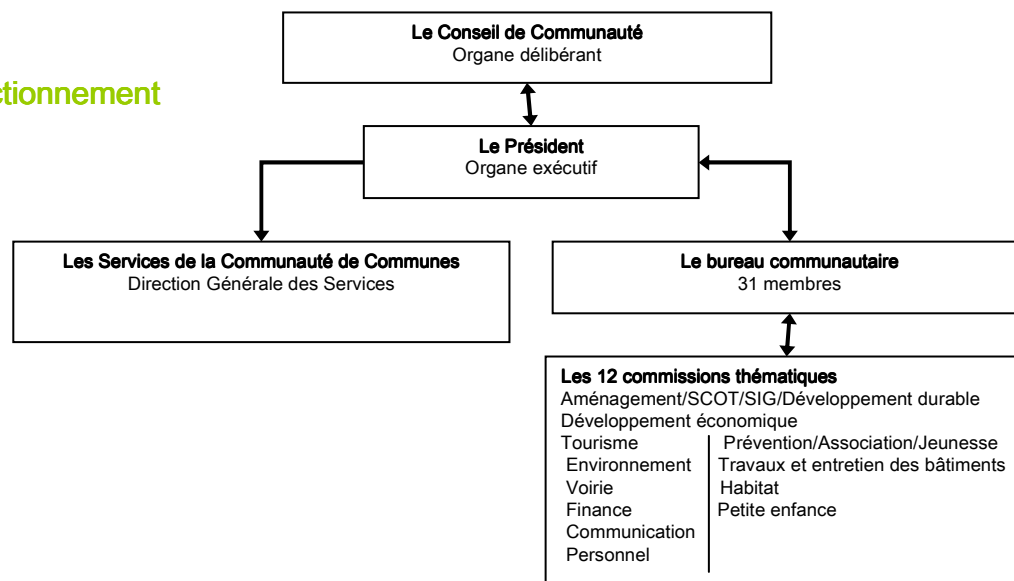 Le Conseil de Communauté
Organe délibérant
ctionnement
Le Président
Organe exécutif
Les Services de la Communauté de Communes
Direction Générale des Services
Le bureau communautaire
31 membres
Les 12 commissions thématiques
Aménagement/SCOT/SIG/Développement durable
Développement économique
Tourisme
Environnement
Voirie
Finance
Communication
Personnel
Prévention/Association/Jeunesse
Travaux et entretien des bâtiments
Habitat
Petite enfance